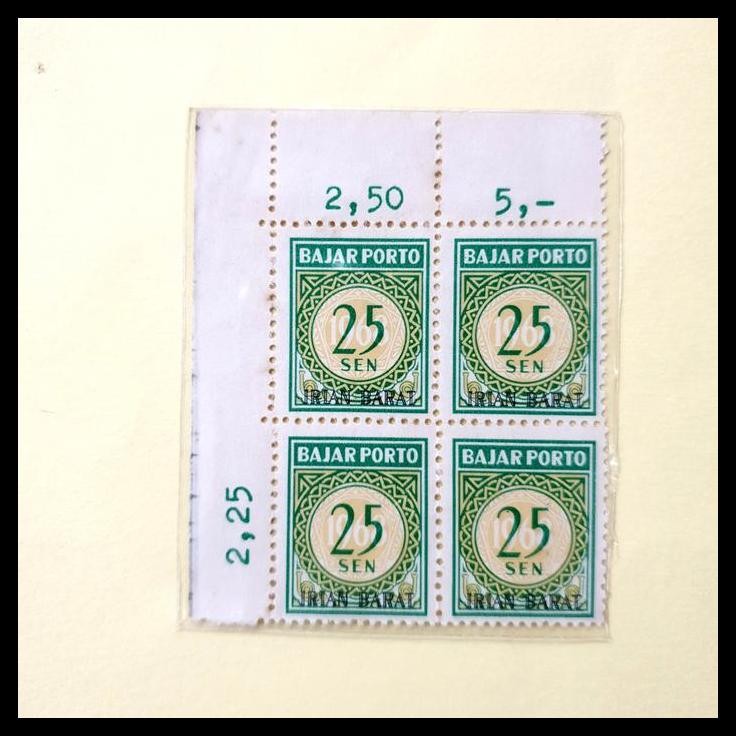 2,50 5,-
BAJAR PORTO BAJAR PORTO
25 25
SEN SEN
IRIAN BARAT IRIAN BARAT
2,25
BAJAR PORTO BAJAR PORTO
25 25
SEN SEN
IRIAN BARAT IRIAN BARAT